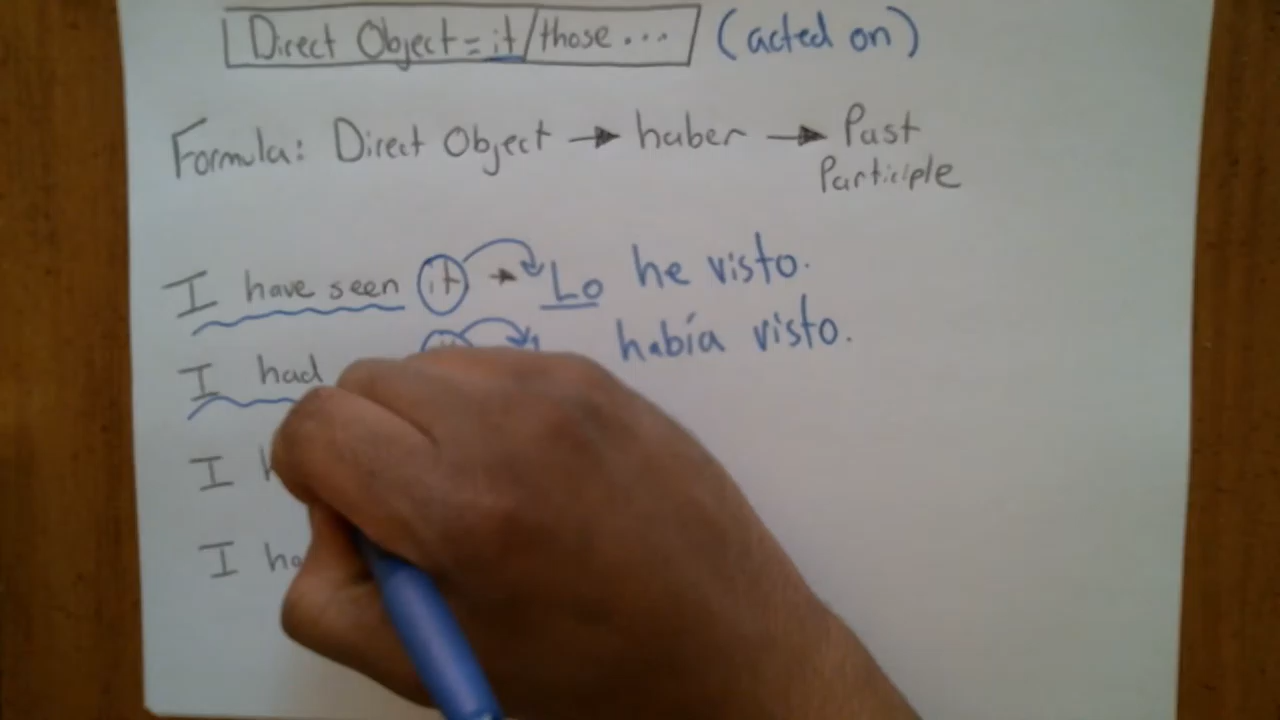 Direct Object = it/those... (acted on)
Formula: Direct Object → haber → Past
Participle
I have seen it → Lo he visto.
I had había visto.
I
I